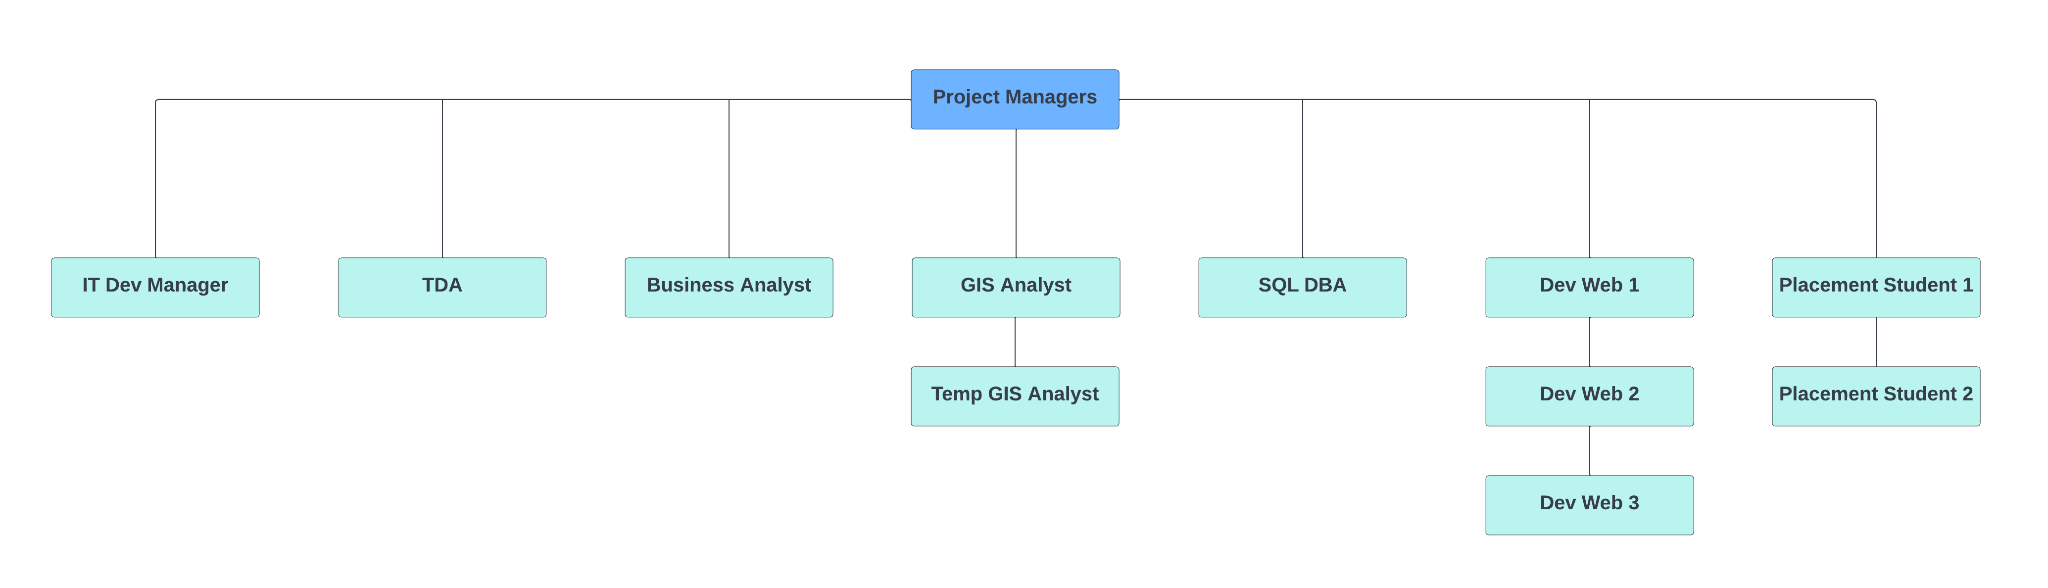 Project Managers
IT Dev Manager
TDA
Business Analyst
GIS Analyst
SQL DBA
Dev Web 1
Placement Student 1
Temp GIS Analyst
Dev Web 2
Placement Student 2
Dev Web 3